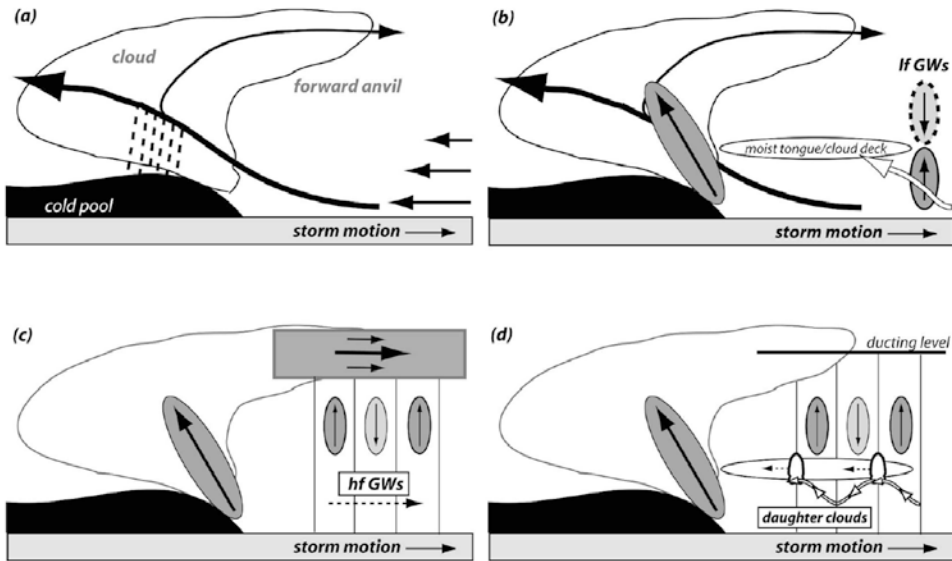 (a)
cloud
forward anvil
cold pool
storm motion
(b)
lf GWs
moist tongue/cloud deck
storm motion
(c)
hf GWs
storm motion
(d)
ducting level
daughter clouds
storm motion